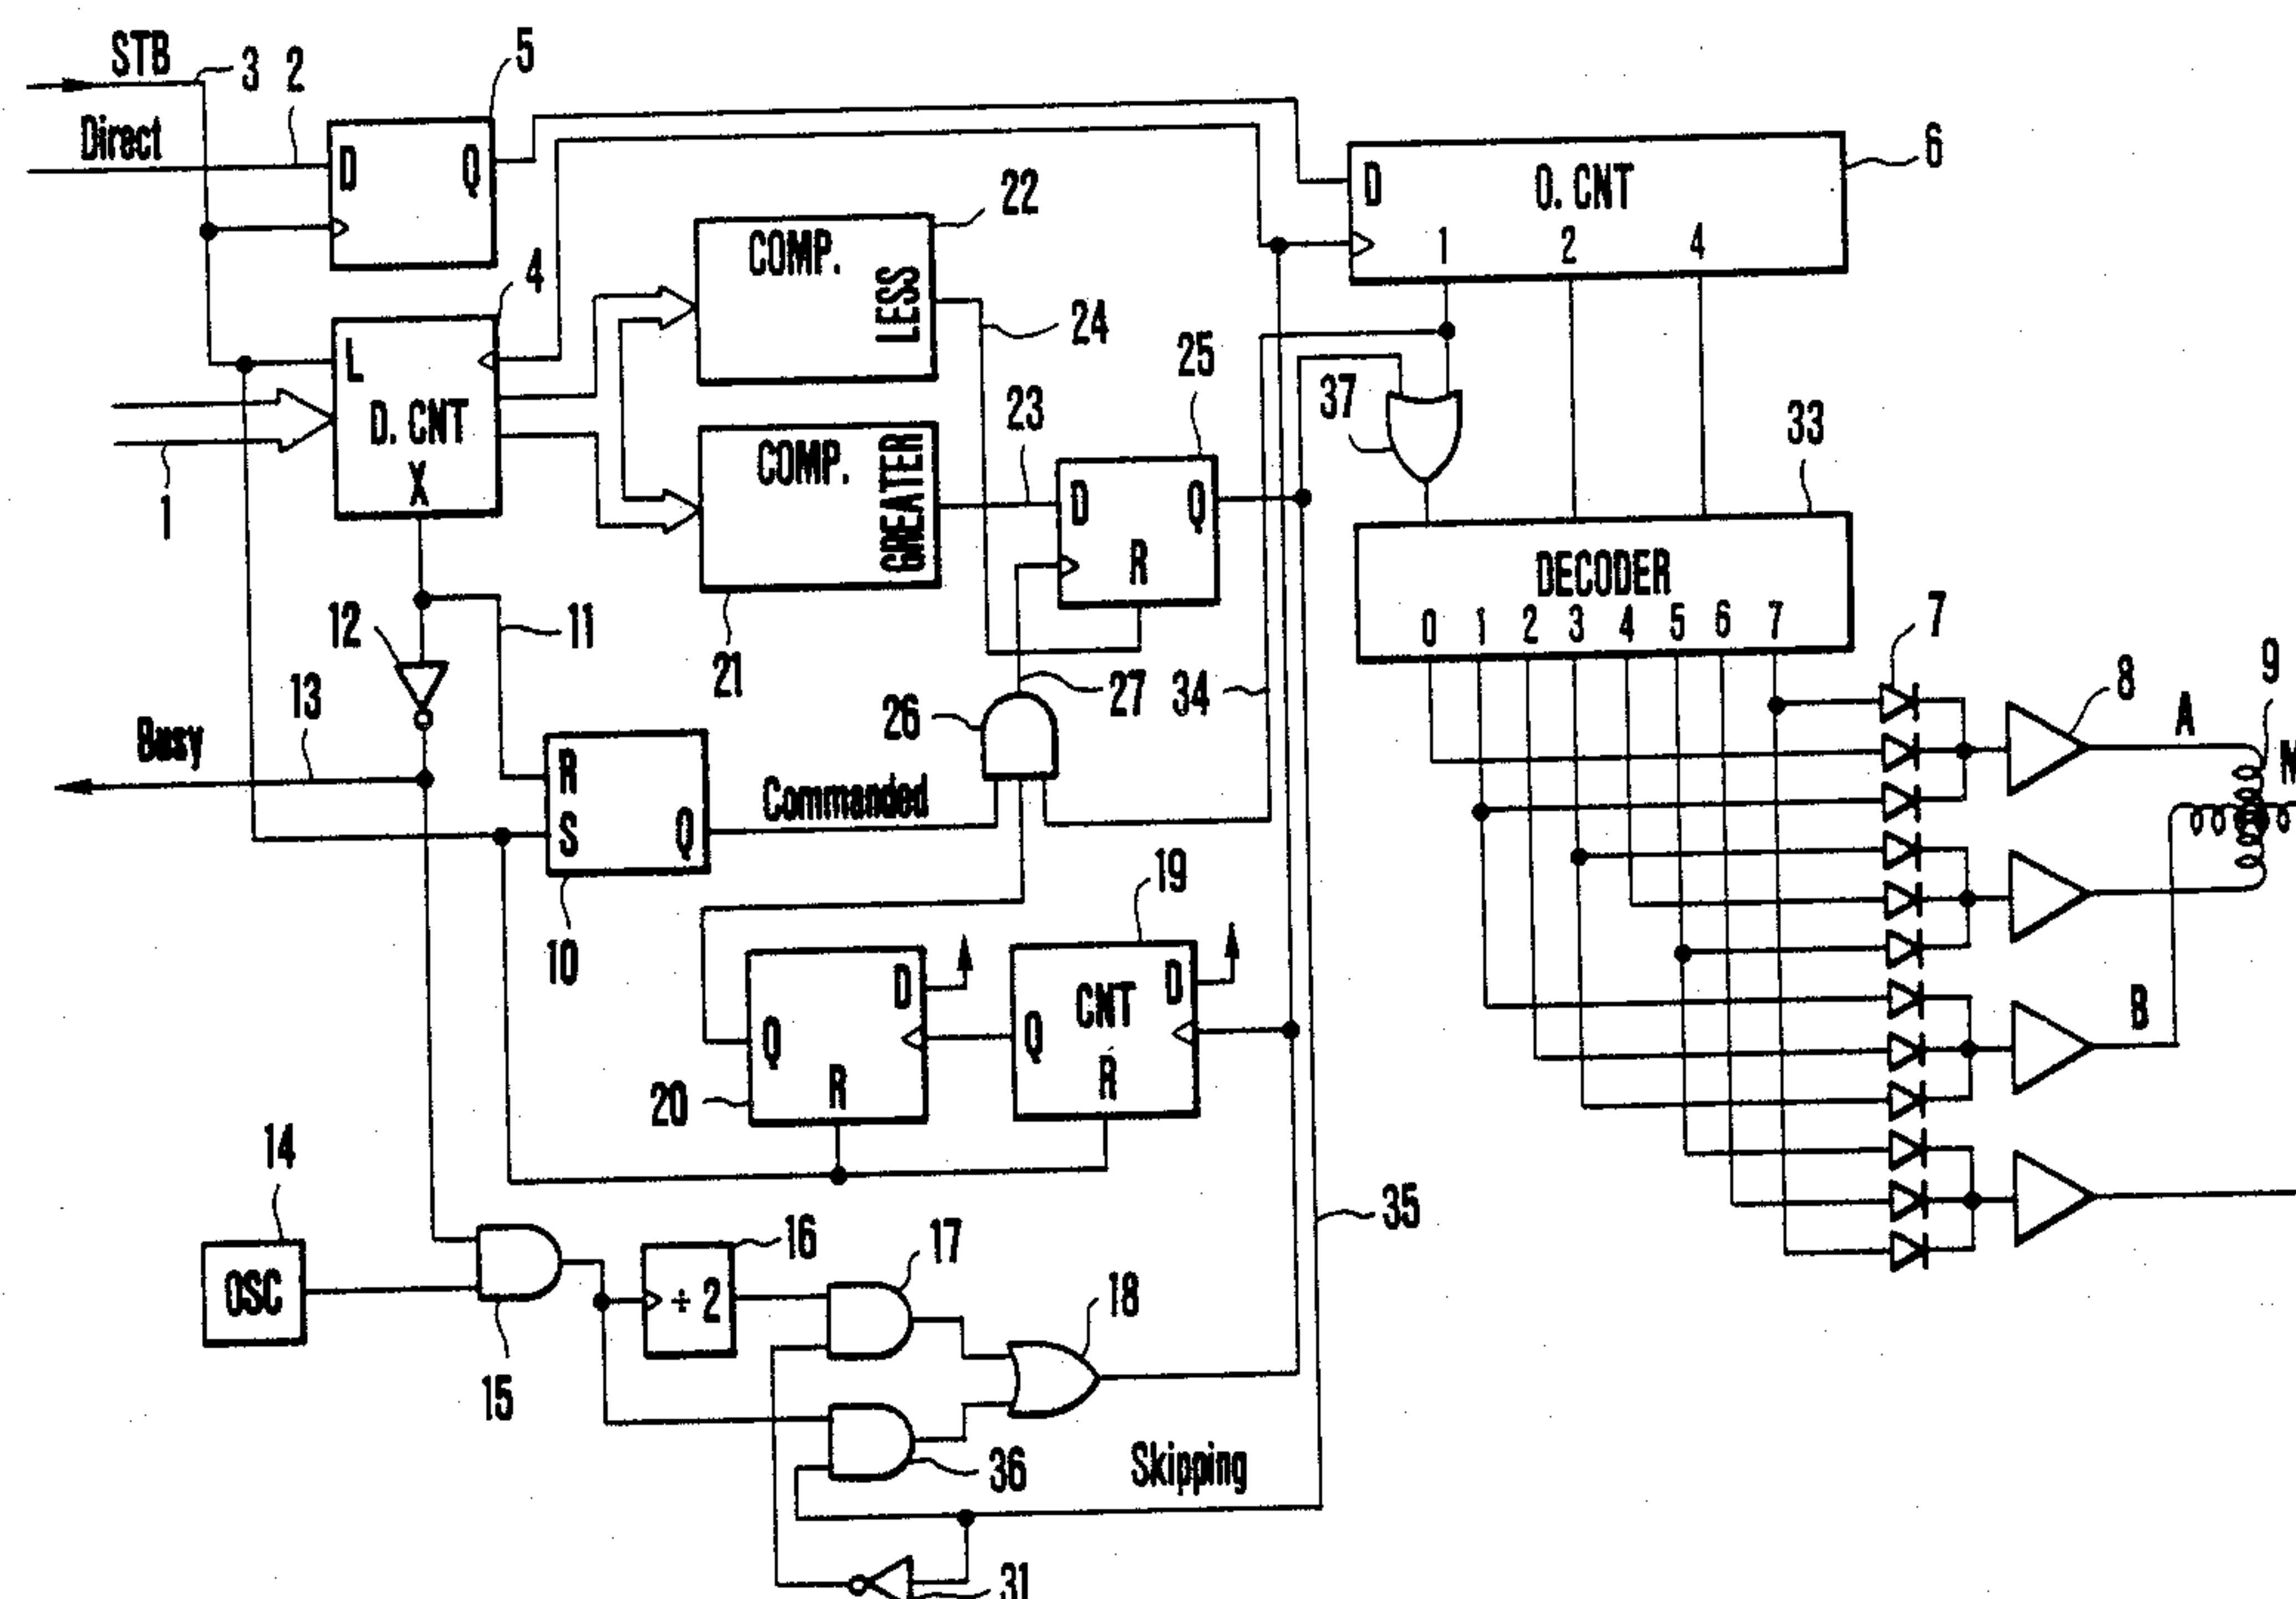 STB
3
2
5
Direct
D
Q
22
D
O. CNT
6
1
2
4
4
COMP.
LESS
24
25
L
D. CNT
X
1
37
23
33
COMP.
GREATER
D
Q
R
DECODER
0
1
2
3
4
5
6
7
7
12
11
21
27
34
26
8
9
A
M
13
Busy
R
S
Q
Commanded
10
19
D
Q
R
20
D
CNT
Q
R
B
14
OSC
15
16
÷ 2
17
18
35
36
Skipping
31